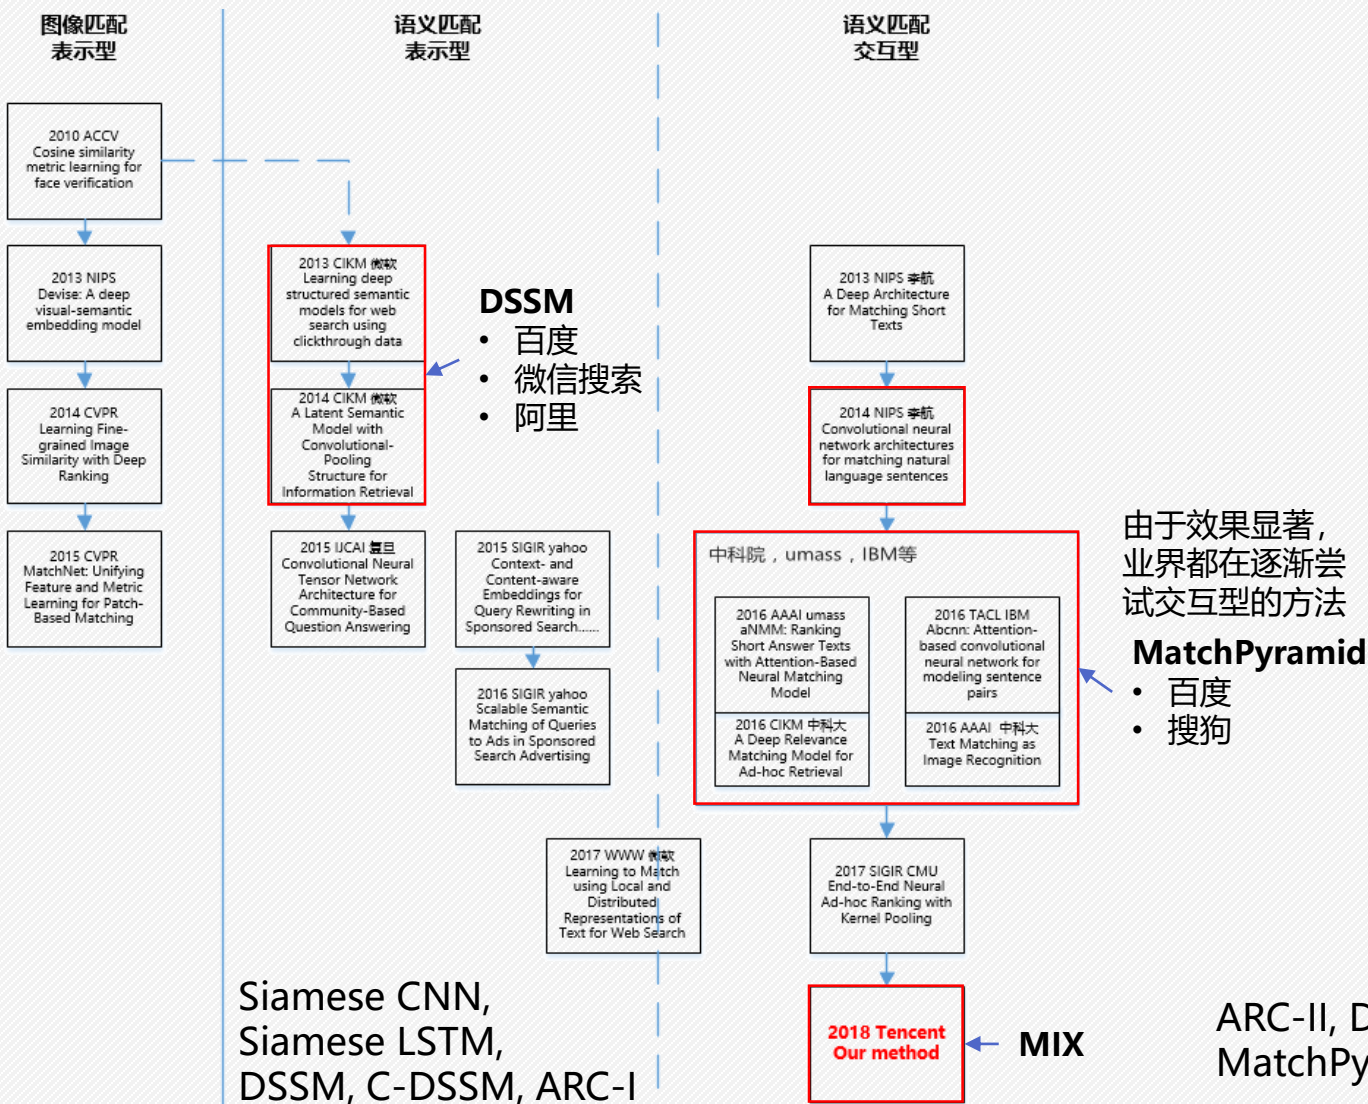 图像匹配
表示型
语义匹配
表示型
语义匹配
交互型
2010 ACCV
Cosine similarity
metric learning for
face verification
2013 NIPS
Devise: A deep
visual-semantic
embedding model
2014 CVPR
Learning Fine-
grained Image
Similarity with Deep
Ranking
2015 CVPR
MatchNet: Unifying
Feature and Metric
Learning for Patch-
Based Matching
2013 CIKM 微软
Learning deep
structured semantic
models for web
search using
clickthrough data
2014 CIKM 微软
A Latent Semantic
Model with
Convolutional-
Pooling
Structure for
Information Retrieval
2015 IJCAI 复旦
Convolutional Neural
Tensor Network
Architecture for
Community-Based
Question Answering
DSSM
• 百度
• 微信搜索
• 阿里
2015 SIGIR yahoo
Context- and
Content-aware
Embeddings for
Query Rewriting in
Sponsored Search......
2016 SIGIR yahoo
Scalable Semantic
Matching of Queries
to Ads in Sponsored
Search Advertising
2017 WWW 微软
Learning to Match
using Local and
Distributed
Representations of
Text for Web Search
2013 NIPS 李航
A Deep Architecture
for Matching Short
Texts
2014 NIPS 李航
Convolutional neural
network architectures
for matching natural
language sentences
中科院，umass，IBM等
2016 AAAI umass
aNMM: Ranking
Short Answer Texts
with Attention-Based
Neural Matching
Model
2016 TACL IBM
Abcnn: Attention-
based convolutional
neural network for
modeling sentence
pairs
2016 CIKM 中科大
A Deep Relevance
Matching Model for
Ad-hoc Retrieval
2016 AAAI 中科大
Text Matching as
Image Recognition
2017 SIGIR CMU
End-to-End Neural
Ad-hoc Ranking with
Kernel Pooling
2018 Tencent
Our method
MIX
由于效果显著，
业界都在逐渐尝
试交互型的方法
MatchPyramid
• 百度
• 搜狗
Siamese CNN,
Siamese LSTM,
DSSM, C-DSSM, ARC-I
ARC-II, D
MatchPy